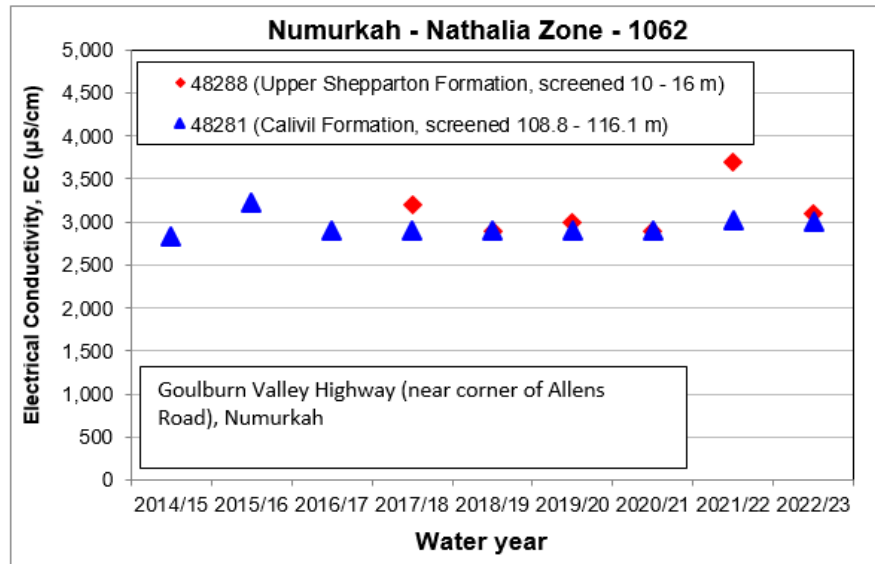 Numurkah - Nathalia Zone - 1062
5,000
4,500
4,000
3,500
3,000
2,500
2,000
1,500
1,000
500
0
Electrical Conductivity, EC (µS/cm)
48288 (Upper Shepparton Formation, screened 10 - 16 m)
48281 (Calivil Formation, screened 108.8 - 116.1 m)
Goulburn Valley Highway (near corner of Allens
Road), Numurkah
2014/15 2015/16 2016/17 2017/18 2018/19 2019/20 2020/21 2021/22 2022/23
Water year